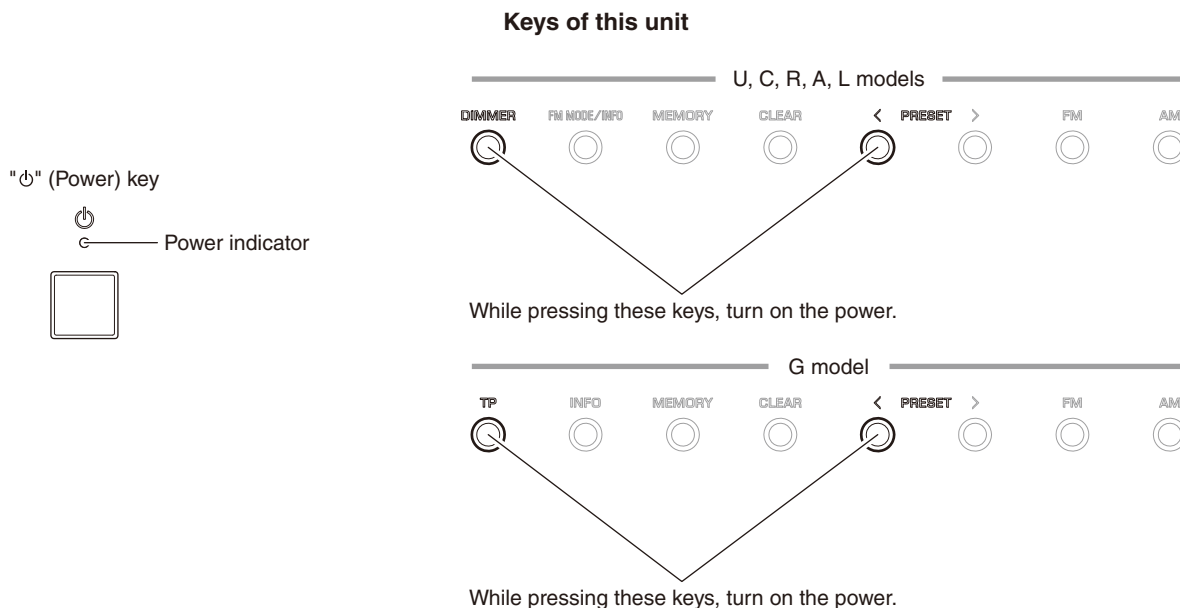 Keys of this unit
U, C, R, A, L models
DIMMER FM MODE/INFO MEMORY CLEAR < PRESET > FM AM
"⏻" (Power) key
Power indicator
While pressing these keys, turn on the power.
G model
TP INFO MEMORY CLEAR < PRESET > FM AM
While pressing these keys, turn on the power.